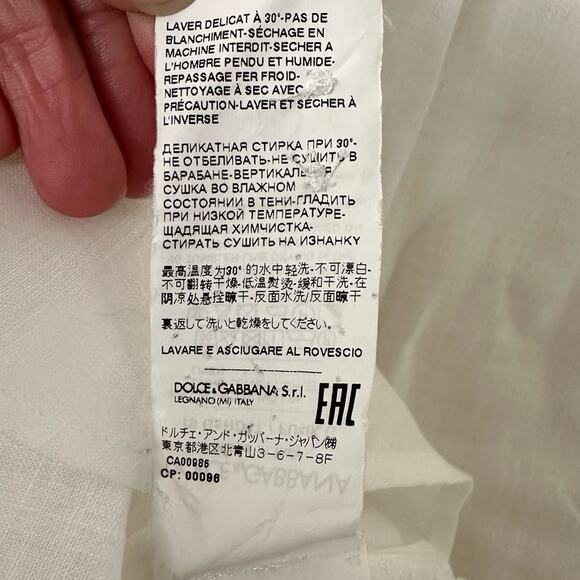 LAVER DELICAT À 30°-PAS DE
BLANCHIMENT-SÉCHAGE EN
MACHINE INTERDIT-SECHER A
L'HOMBRE PENDU ET HUMIDE-
REPASSAGE FER FROID-
NETTOYAGE À SEC AVEC
PRÉCAUTION-LAVER ET SÉCHER À
L'INVERSE
ДЕЛИКАТНАЯ СТИРКА ПРИ 30°-
НЕ ОТБЕЛИВАТЬ-НЕ СУШИТЬ В
БАРАБАНЕ-ВЕРТИКАЛЬНАЯ
СУШКА ВО ВЛАЖНОМ
СОСТОЯНИИ В ТЕНИ-ГЛАДИТЬ
ПРИ НИЗКОЙ ТЕМПЕРАТУРЕ-
ЩАДЯЩАЯ ХИМЧИСТКА-
СТИРАТЬ СУШИТЬ НА ИЗНАНКУ
最高温度为30° 的水中轻洗-不可漂白-
不可翻转干燥-低温熨烫-缓和干洗-在
阴凉处悬挂晾干-反面水洗/反面晾干
裏返して洗いと乾燥をしてください。
LAVARE E ASCIUGARE AL ROVESCIO
DOLCE&GABBANA S.r.l.
LEGNANO (MI) ITALY
EAC
ドルチェ・アンド・ガッバーナ・ジャパン㈱
東京都港区北青山3-6-7-8F
CA00986
CP: 00096